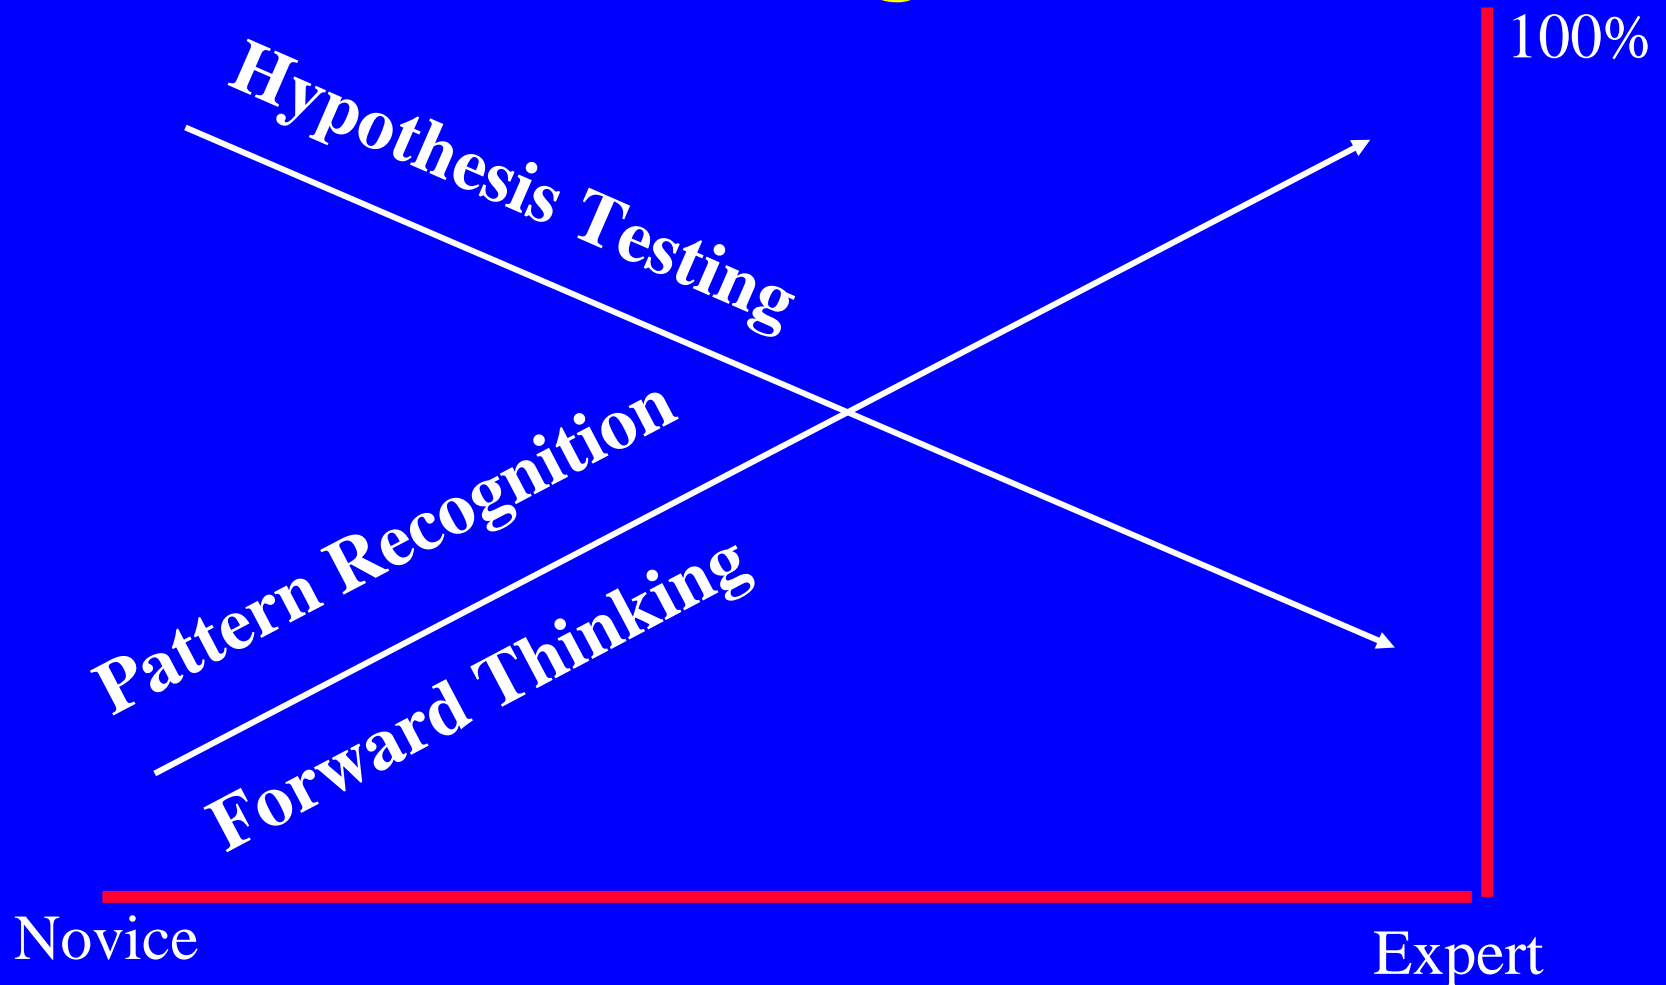 100%
Hypothesis Testing
Pattern Recognition
Forward Thinking
Novice
Expert